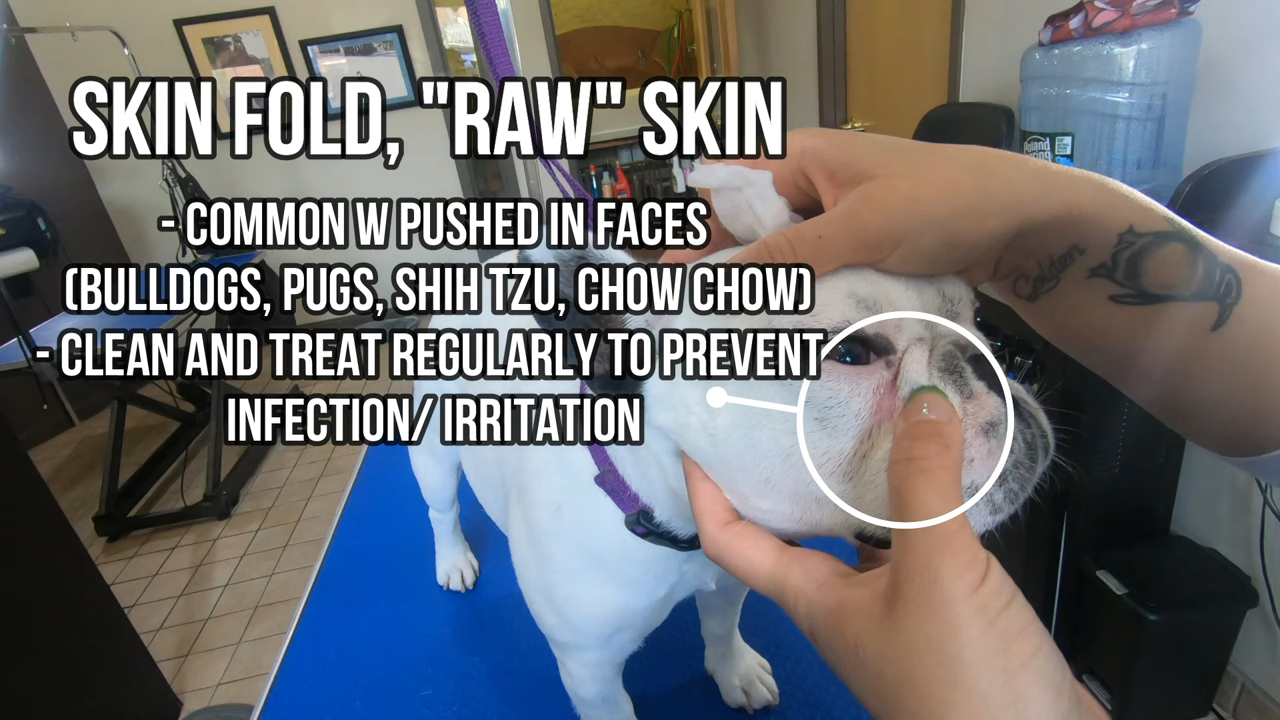 SKIN FOLD, "RAW" SKIN
- COMMON W PUSHED IN FACES
(BULLDOGS, PUGS, SHIH TZU, CHOW CHOW)
- CLEAN AND TREAT REGULARLY TO PREVENT
INFECTION/ IRRITATION
Poland